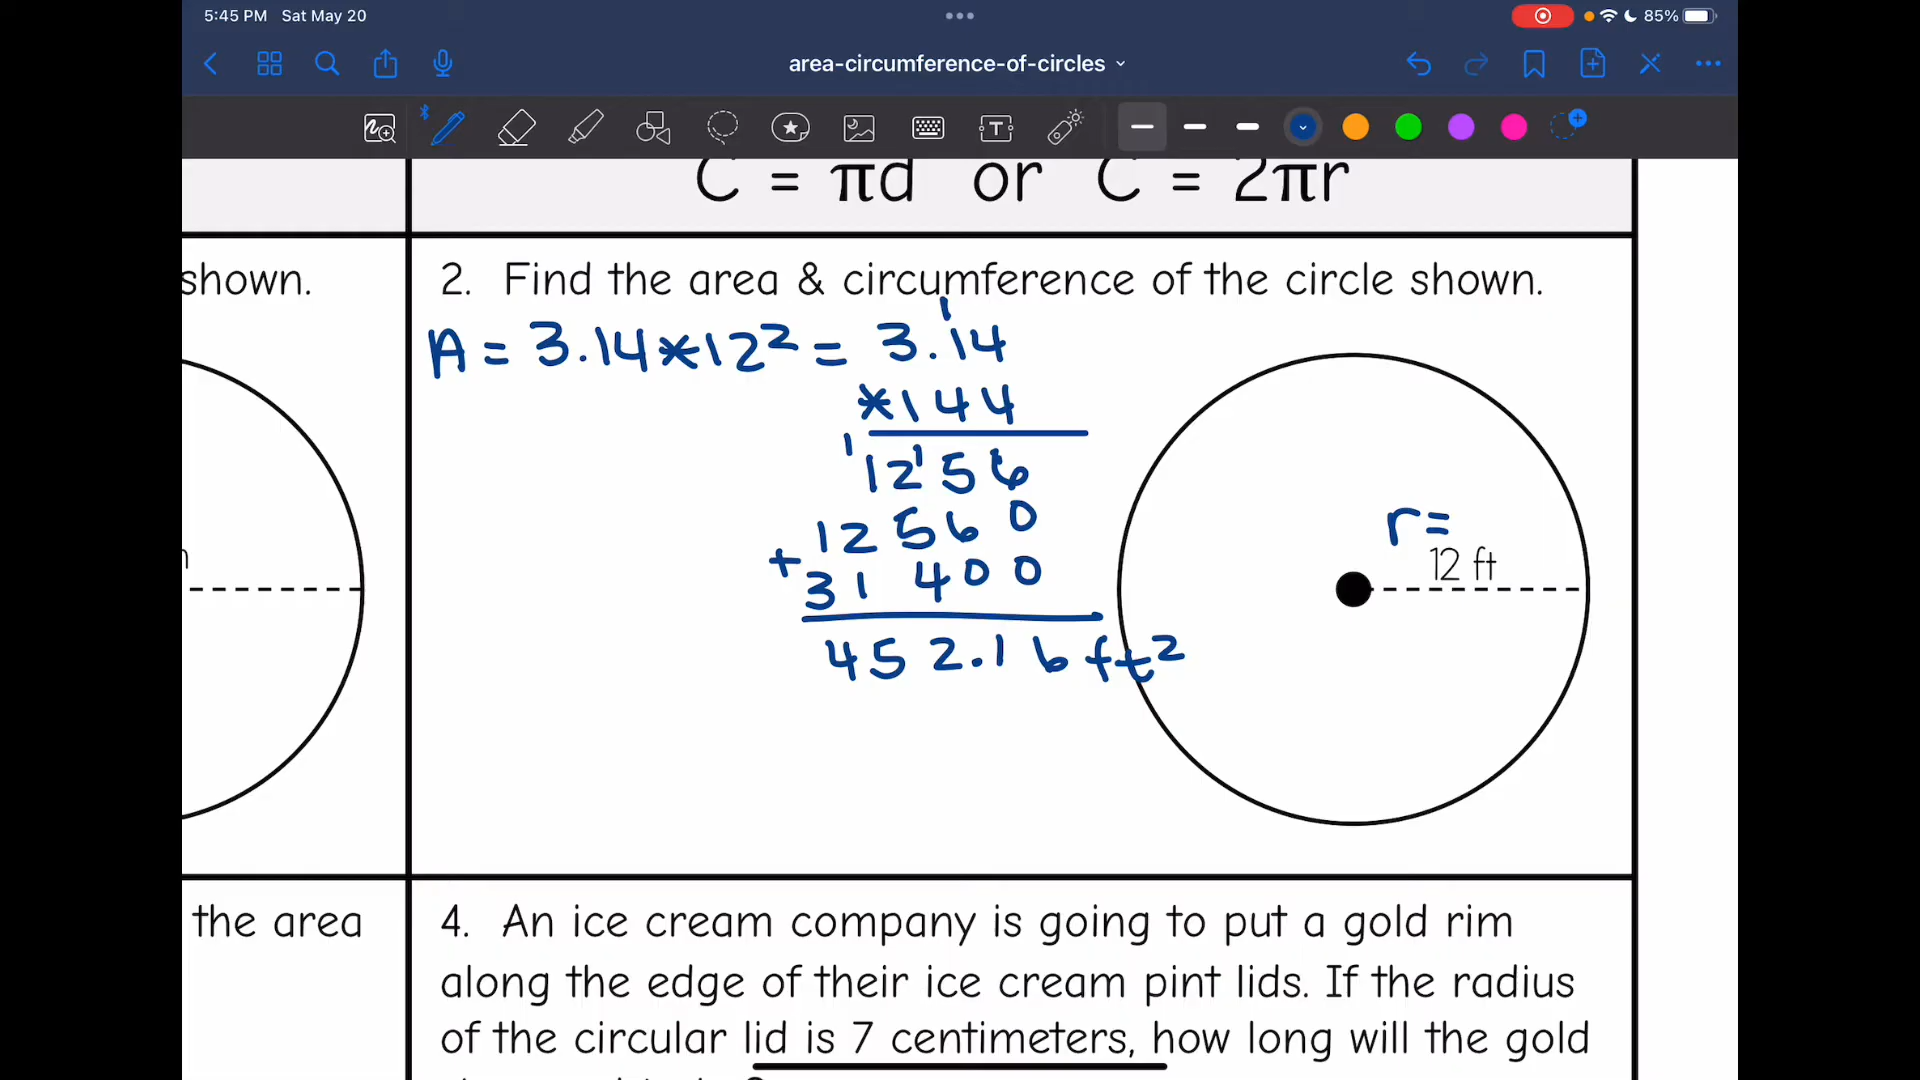 5:45 PM Sat May 20
85%
area-circumference-of-circles
C = πd or C = 2πr
shown.
2. Find the area & circumference of the circle shown.
A = 3.14*12² = 3.14
*144
1256
12560
+31400
452.16 ft²
r=
12 ft
the area
4. An ice cream company is going to put a gold rim
along the edge of their ice cream pint lids. If the radius
of the circular lid is 7 centimeters, how long will the gold